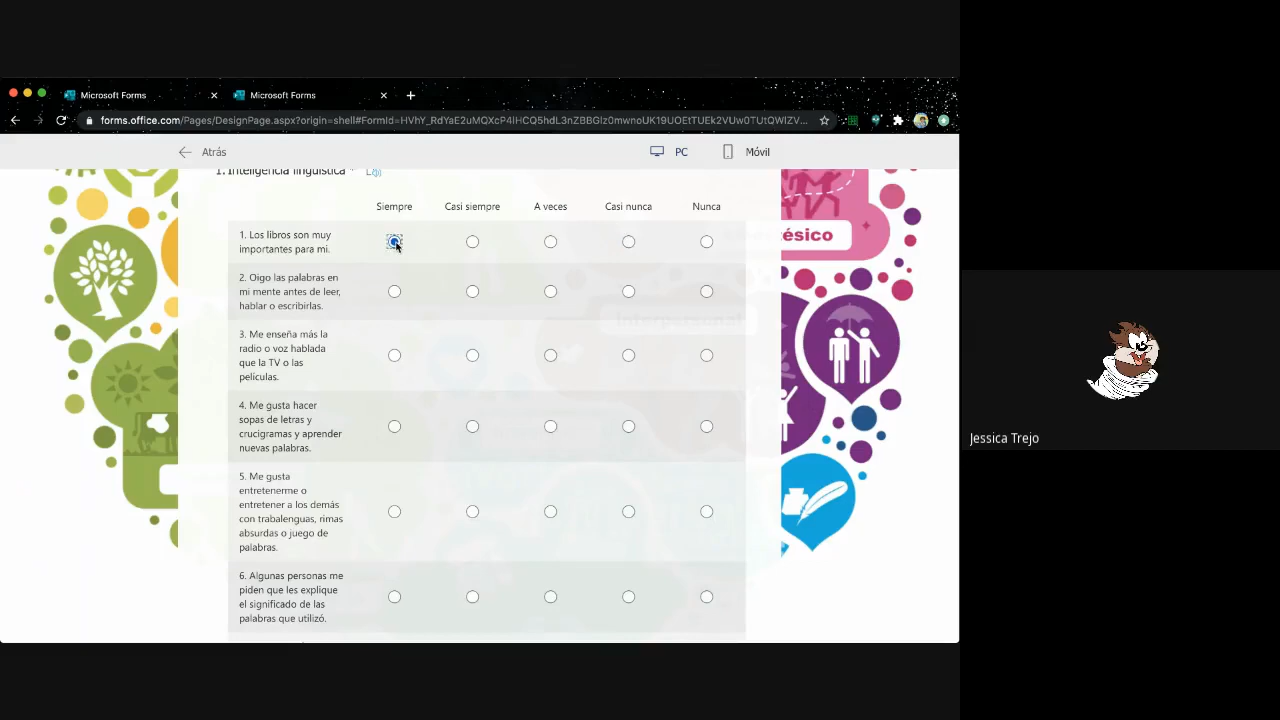 Microsoft Forms
Microsoft Forms
forms.office.com/Pages/DesignPage.aspx?origin=shell#FormId=HVhY_RdYaE2uMQXcP4lHCQ5hdL3nZBBGIz0mwnoUK19UOEtTUEk2VUw0TUtQWlZV...
Atrás
PC
Móvil
1. Inteligencia lingüística *
Siempre
Casi siempre
A veces
Casi nunca
Nunca
1. Los libros son muy
importantes para mi.
2. Oigo las palabras en
mi mente antes de leer,
hablar o escribirlas.
3. Me enseña más la
radio o voz hablada
que la TV o las
películas.
4. Me gusta hacer
sopas de letras y
crucigramas y aprender
nuevas palabras.
5. Me gusta
entretenerme o
entretener a los demás
con trabalenguas, rimas
absurdas o juego de
palabras.
6. Algunas personas me
piden que les explique
el significado de las
palabras que utilizó.
ésico
Interpersonal
Jessica Trejo